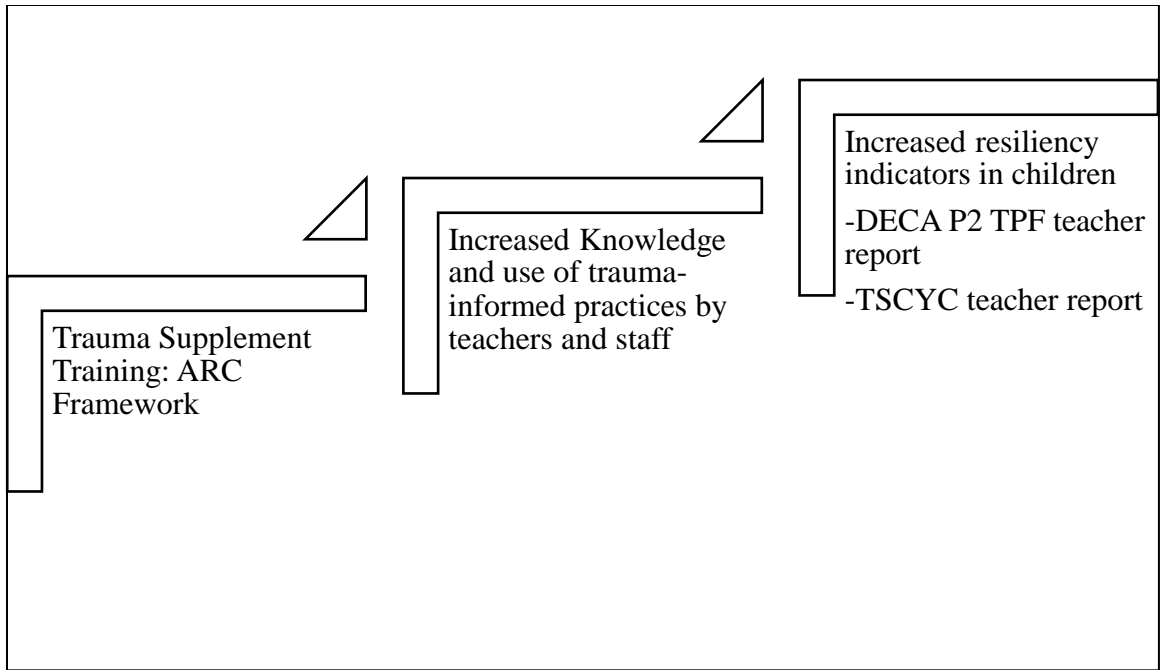 Trauma Supplement
Training: ARC
Framework
Increased Knowledge
and use of trauma-
informed practices by
teachers and staff
Increased resiliency
indicators in children
-DECA P2 TPF teacher
report
-TSCYC teacher report